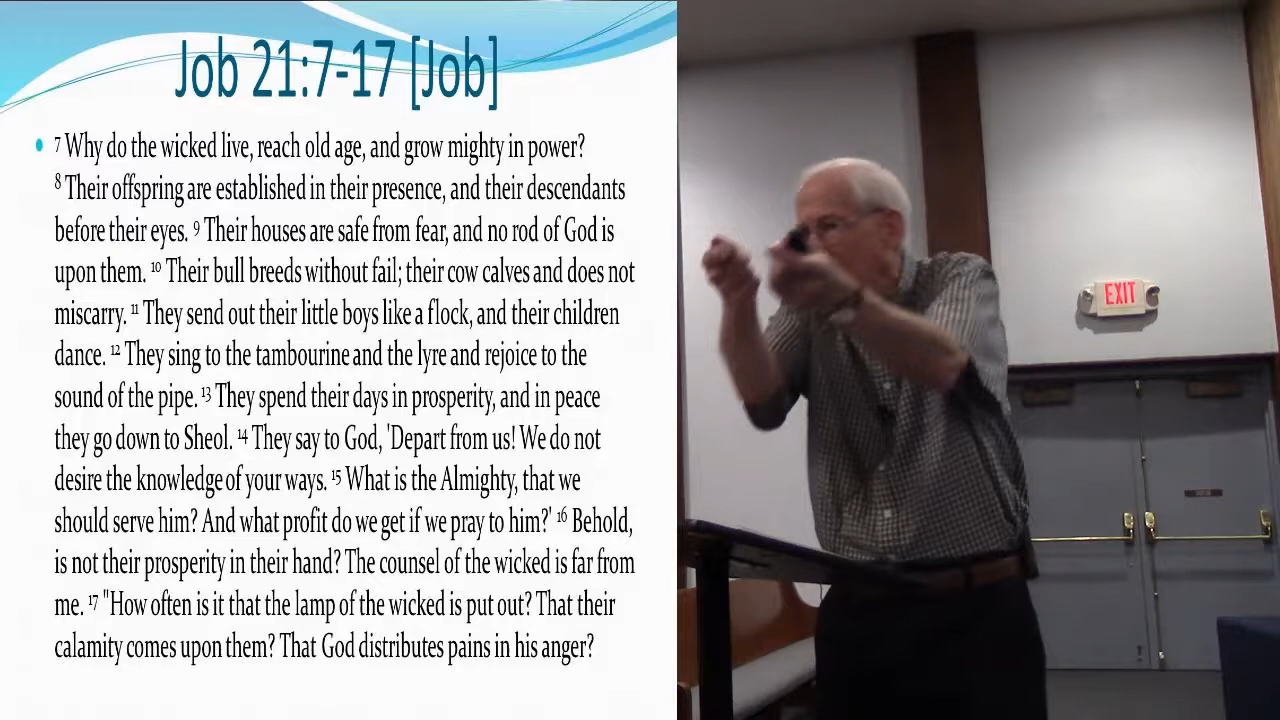 Job 21:7-17 [Job]
• ⁷ Why do the wicked live, reach old age, and grow mighty in power?
⁸ Their offspring are established in their presence, and their descendants
before their eyes. ⁹ Their houses are safe from fear, and no rod of God is
upon them. ¹⁰ Their bull breeds without fail; their cow calves and does not
miscarry. ¹¹ They send out their little boys like a flock, and their children
dance. ¹² They sing to the tambourine and the lyre and rejoice to the
sound of the pipe. ¹³ They spend their days in prosperity, and in peace
they go down to Sheol. ¹⁴ They say to God, 'Depart from us! We do not
desire the knowledge of your ways. ¹⁵ What is the Almighty, that we
should serve him? And what profit do we get if we pray to him?' ¹⁶ Behold,
is not their prosperity in their hand? The counsel of the wicked is far from
me. ¹⁷ "How often is it that the lamp of the wicked is put out? That their
calamity comes upon them? That God distributes pains in his anger?
EXIT